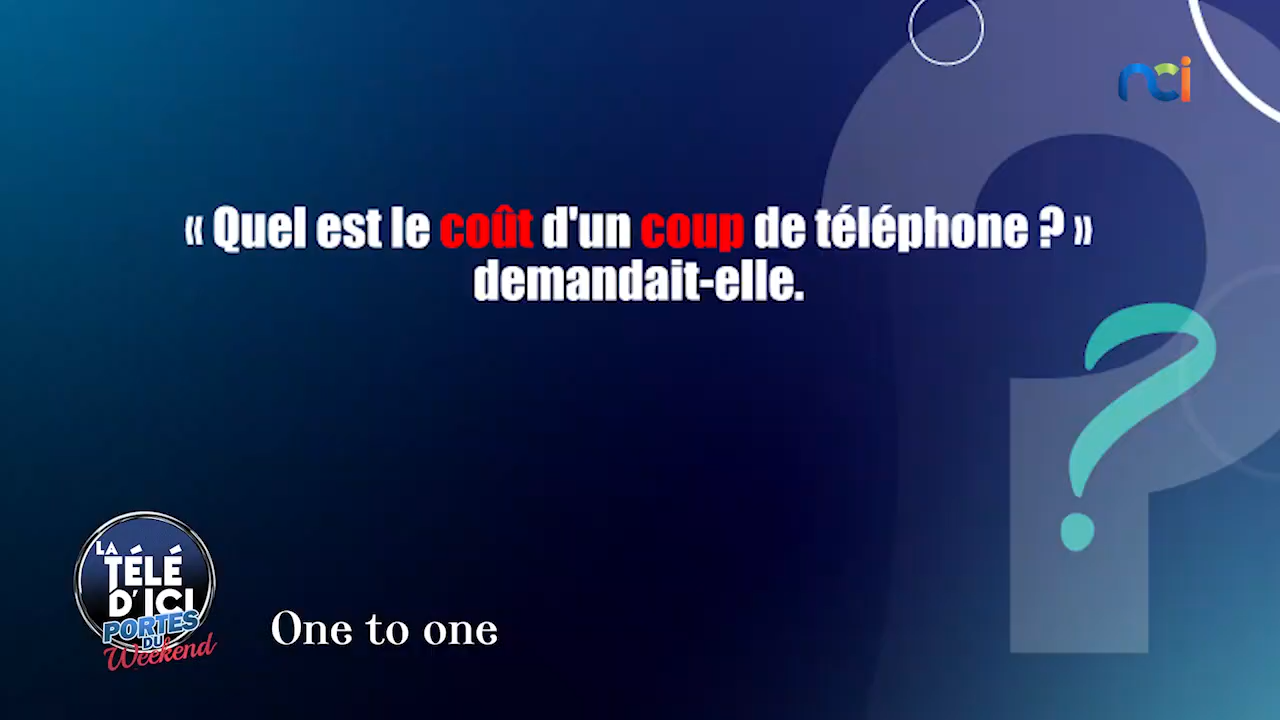 nci
« Quel est le coût d'un coup de téléphone ? »
demandait-elle.
LA
TÉLÉ
D'ICI
PORTES
DU
Weekend
One to one